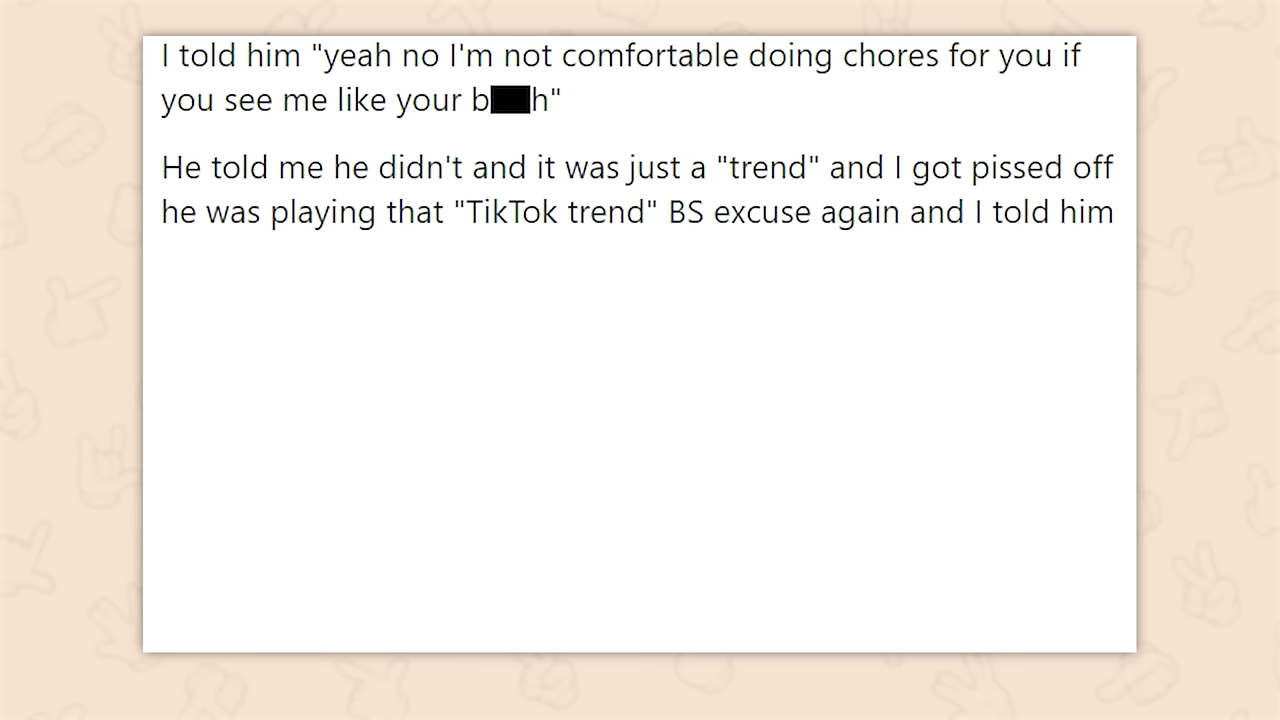 I told him "yeah no I'm not comfortable doing chores for you if
you see me like your b██h"
He told me he didn't and it was just a "trend" and I got pissed off
he was playing that "TikTok trend" BS excuse again and I told him